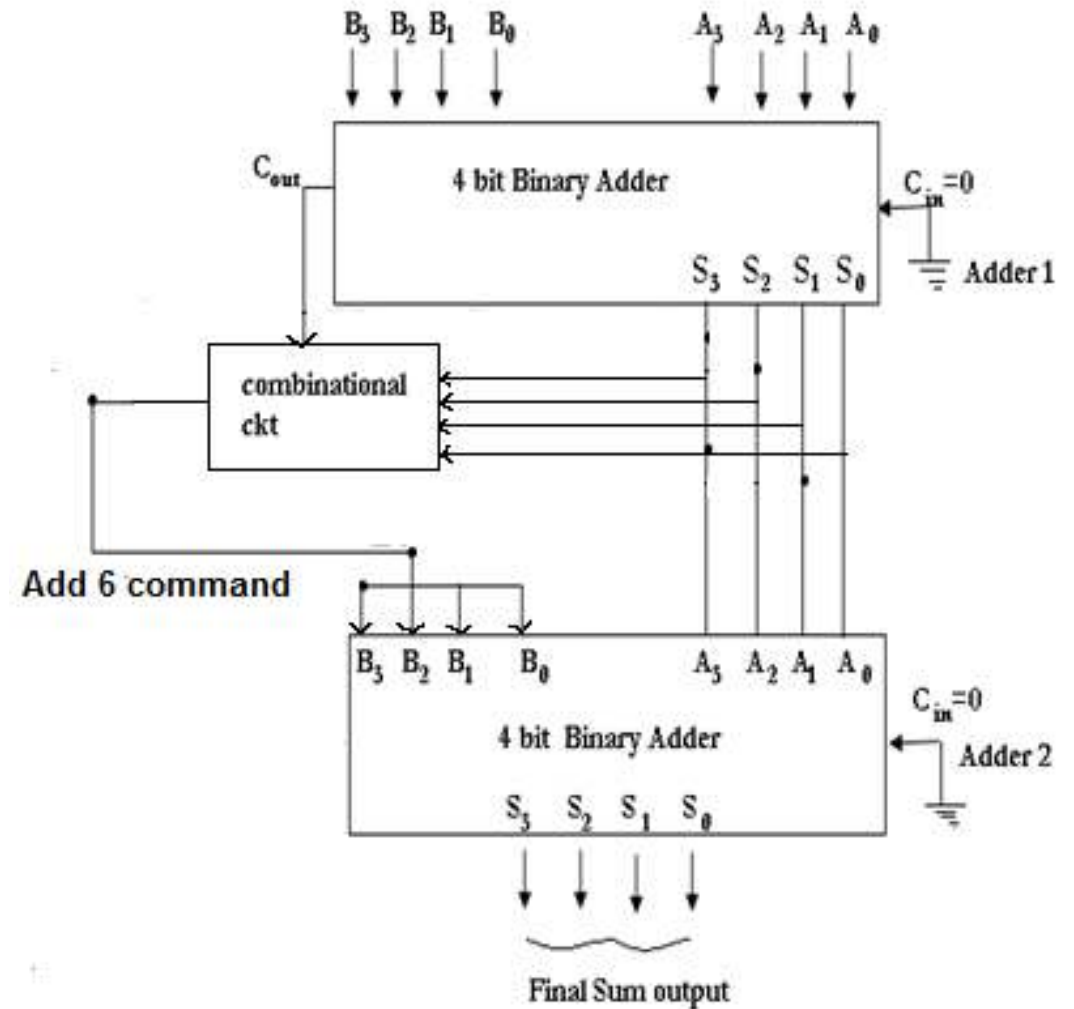 B3 B2 B1 B0 A3 A2 A1 A0
Cout
4 bit Binary Adder
Cin=0
S3 S2 S1 S0
Adder 1
combinational
ckt
Add 6 command
B3 B2 B1 B0 A3 A2 A1 A0
Cin=0
4 bit Binary Adder
Adder 2
S3 S2 S1 S0
Final Sum output